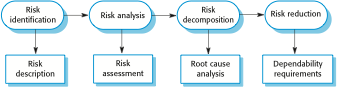 Risk
identification
Risk analysis
Risk
decomposition
Risk reduction
Risk
description
Risk
assessment
Root cause
analysis
Dependability
requirements